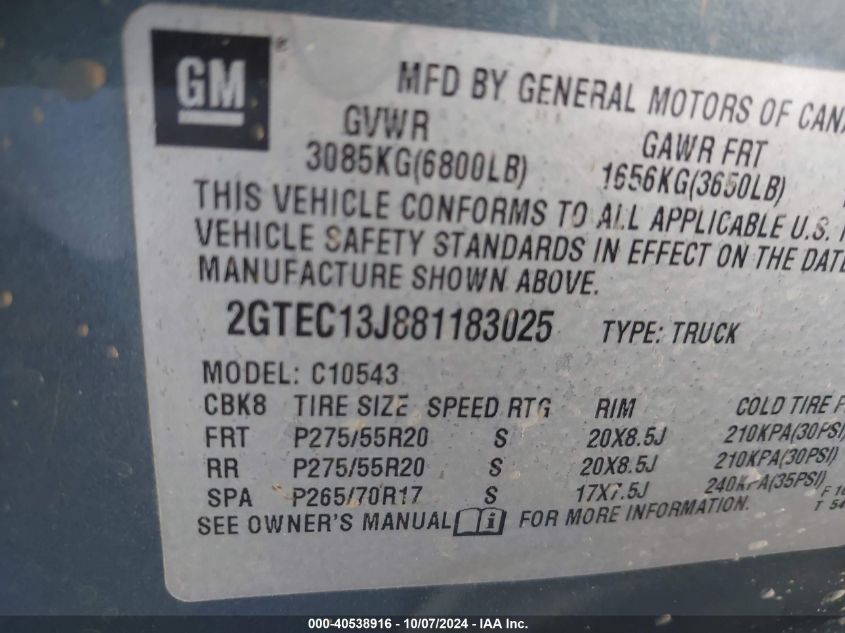 GM ®
MFD BY GENERAL MOTORS OF
GVWR GAWR FRT
3085KG(6800LB) 1656KG(3650LB)
THIS VEHICLE CONFORMS TO ALL APPLICABLE U.S.
VEHICLE SAFETY STANDARDS IN EFFECT ON THE DATE
MANUFACTURE SHOWN ABOVE.
2GTEC13J881183025 TYPE: TRUCK
MODEL: C10543
CBK8 TIRE SIZE SPEED RTG RIM COLD TIRE
FRT P275/55R20 S 20X8.5J 210KPA(30PSI)
RR P275/55R20 S 20X8.5J 210KPA(30PSI)
SPA P265/70R17 S 17X7.5J 240KPA(35PSI)
SEE OWNER'S MANUAL FOR MORE INFORMATION.
000-40538916 - 10/07/2024 - IAA Inc.